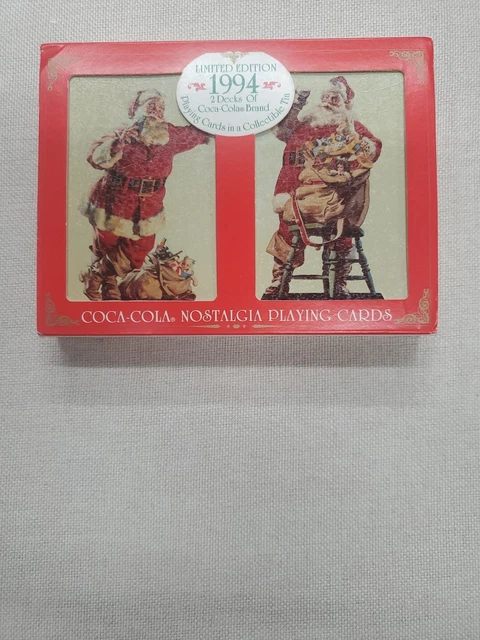 LIMITED EDITION
1994
2 Decks Of
Coca-Cola® Brand
Playing Cards in a Collectible Tin
COCA-COLA® NOSTALGIA PLAYING CARDS